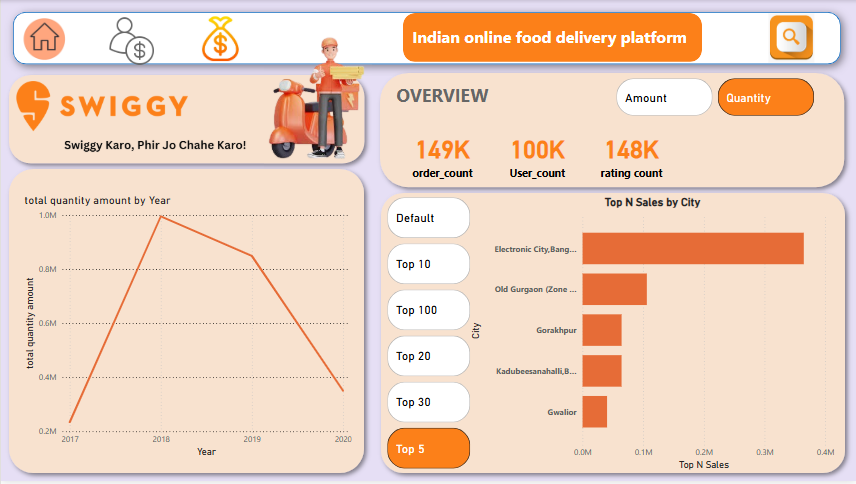 Indian online food delivery platform
SWIGGY
Swiggy Karo, Phir Jo Chahe Karo!
OVERVIEW
Amount
Quantity
149K
100K
148K
order_count
User_count
rating count
total quantity amount by Year
1.0M
0.8M
0.6M
0.4M
0.2M
total quantity amount
2017
2018
2019
2020
Year
Default
Top 10
Top 100
Top 20
Top 30
Top 5
Top N Sales by City
City
Electronic City,Bang...
Old Gurgaon (Zone ...
Gorakhpur
Kadubeesanahalli,B...
Gwalior
0.0M
0.1M
0.2M
0.3M
0.4M
Top N Sales